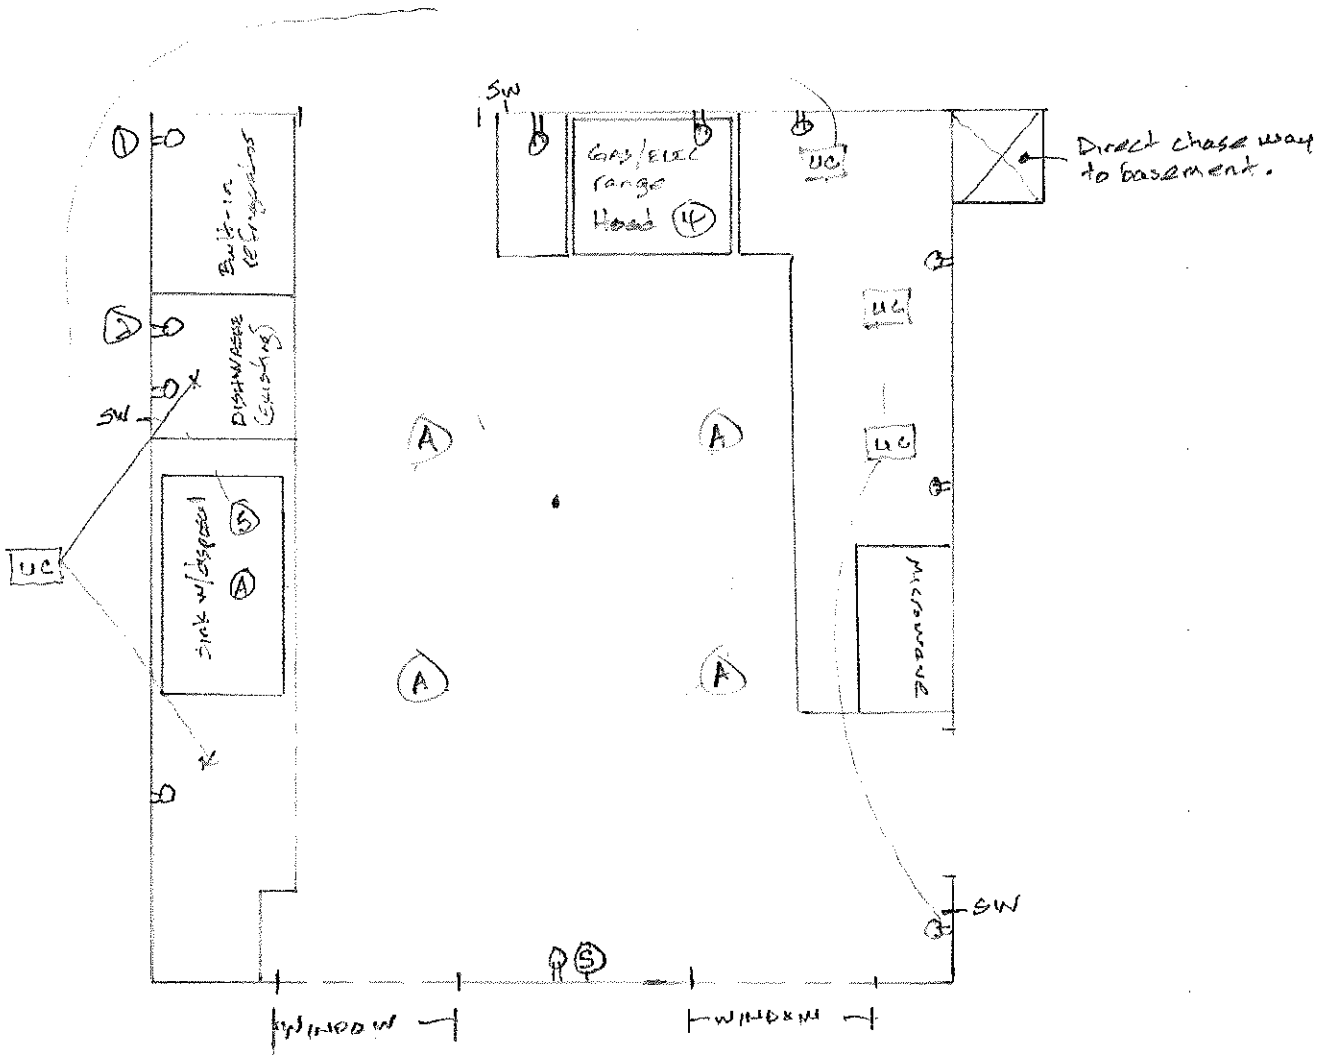 SW
1
Built-in
refrigerator
GAS/ELEC
range
Hood 4
UC
Direct chase way
to basement.
2
DISHWASHER
(Existing)
SW
UC
A
A
UC
UC
Sink w/disposal
5
A
A
A
Microwave
SW
S
WINDOW
WINDOW